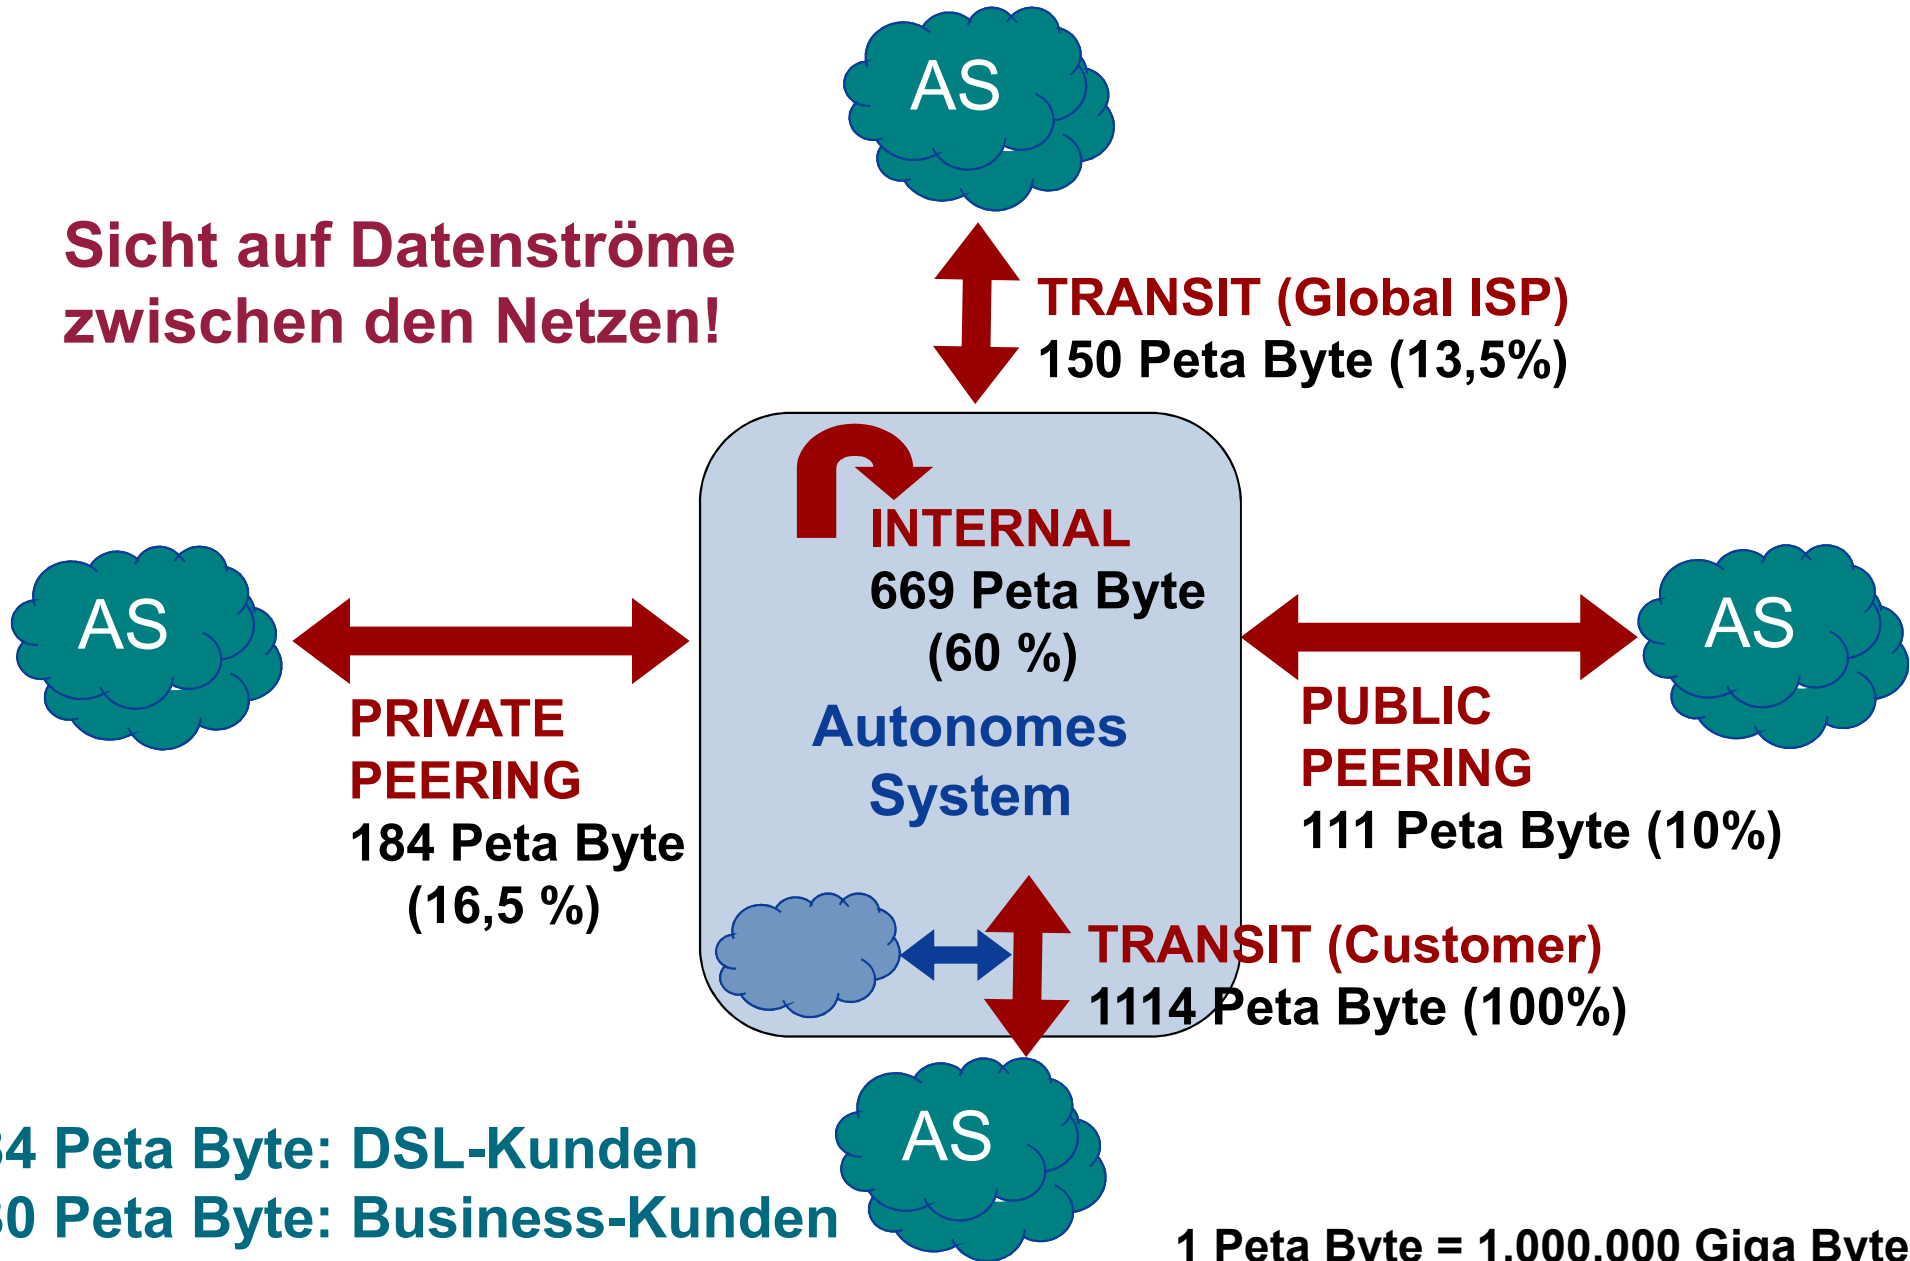 AS
Sicht auf Datenströme
zwischen den Netzen!
TRANSIT (Global ISP)
150 Peta Byte (13,5%)
INTERNAL
669 Peta Byte
(60 %)
Autonomes
System
AS
PRIVATE
PEERING
184 Peta Byte
(16,5 %)
AS
PUBLIC
PEERING
111 Peta Byte (10%)
TRANSIT (Customer)
1114 Peta Byte (100%)
AS
Peta Byte: DSL-Kunden
Peta Byte: Business-Kunden
1 Peta Byte = 1.000.000 Giga Byte